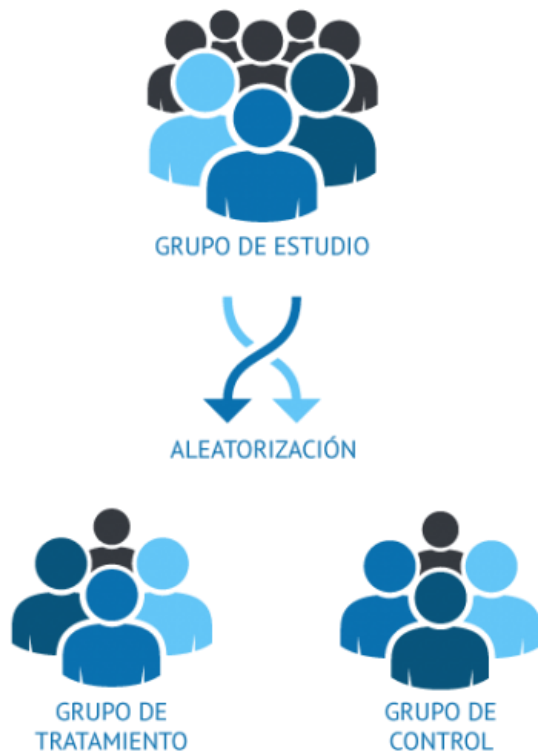 GRUPO DE ESTUDIO
ALEATORIZACIÓN
GRUPO DE
TRATAMIENTO
GRUPO DE
CONTROL